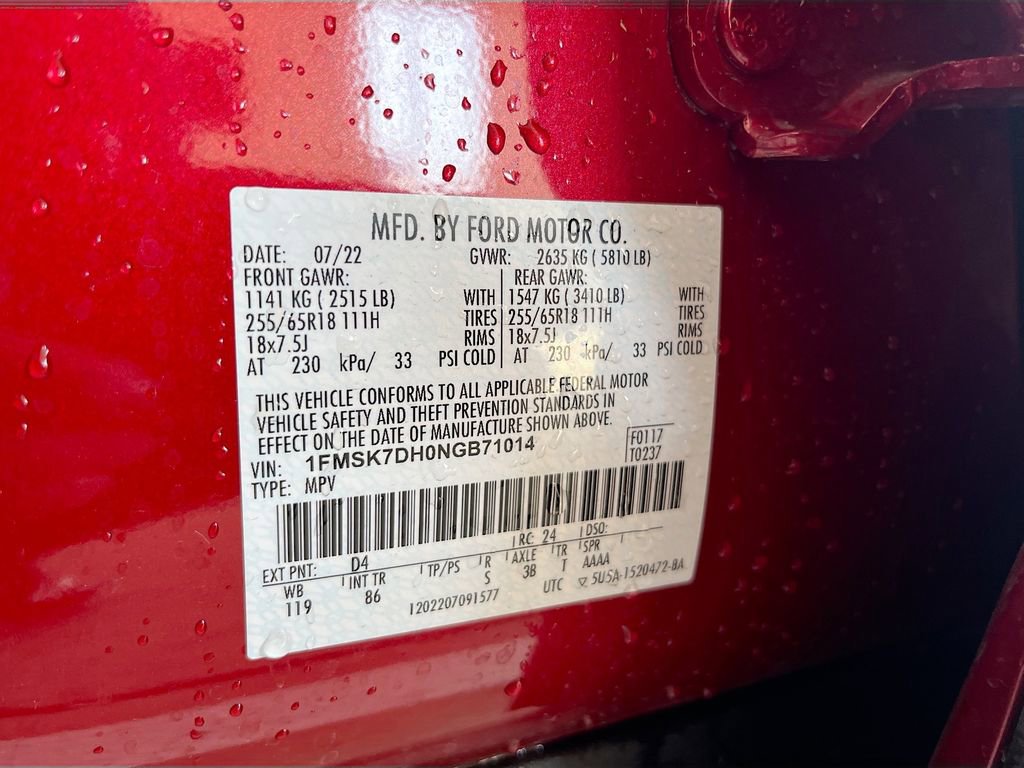 MFD. BY FORD MOTOR CO.
DATE: 07/22 GVWR: 2635 KG ( 5810 LB)
FRONT GAWR: REAR GAWR:
1141 KG ( 2515 LB) WITH 1547 KG ( 3410 LB) WITH
255/65R18 111H TIRES 255/65R18 111H TIRES
18x7.5J RIMS 18x7.5J RIMS
AT 230 kPa/ 33 PSI COLD AT 230 kPa/ 33 PSI COLD
THIS VEHICLE CONFORMS TO ALL APPLICABLE FEDERAL MOTOR
VEHICLE SAFETY AND THEFT PREVENTION STANDARDS IN
EFFECT ON THE DATE OF MANUFACTURE SHOWN ABOVE.
VIN: 1FMSK7DH0NGB71014 F0117
TYPE: MPV T0237
EXT PNT: D4 RC: 24 DSO:
WB INT TR TP/PS R AXLE TR SPR
119 86 S 3B T AAAA
1202207091577 UTC 5U5A-1520472-BA